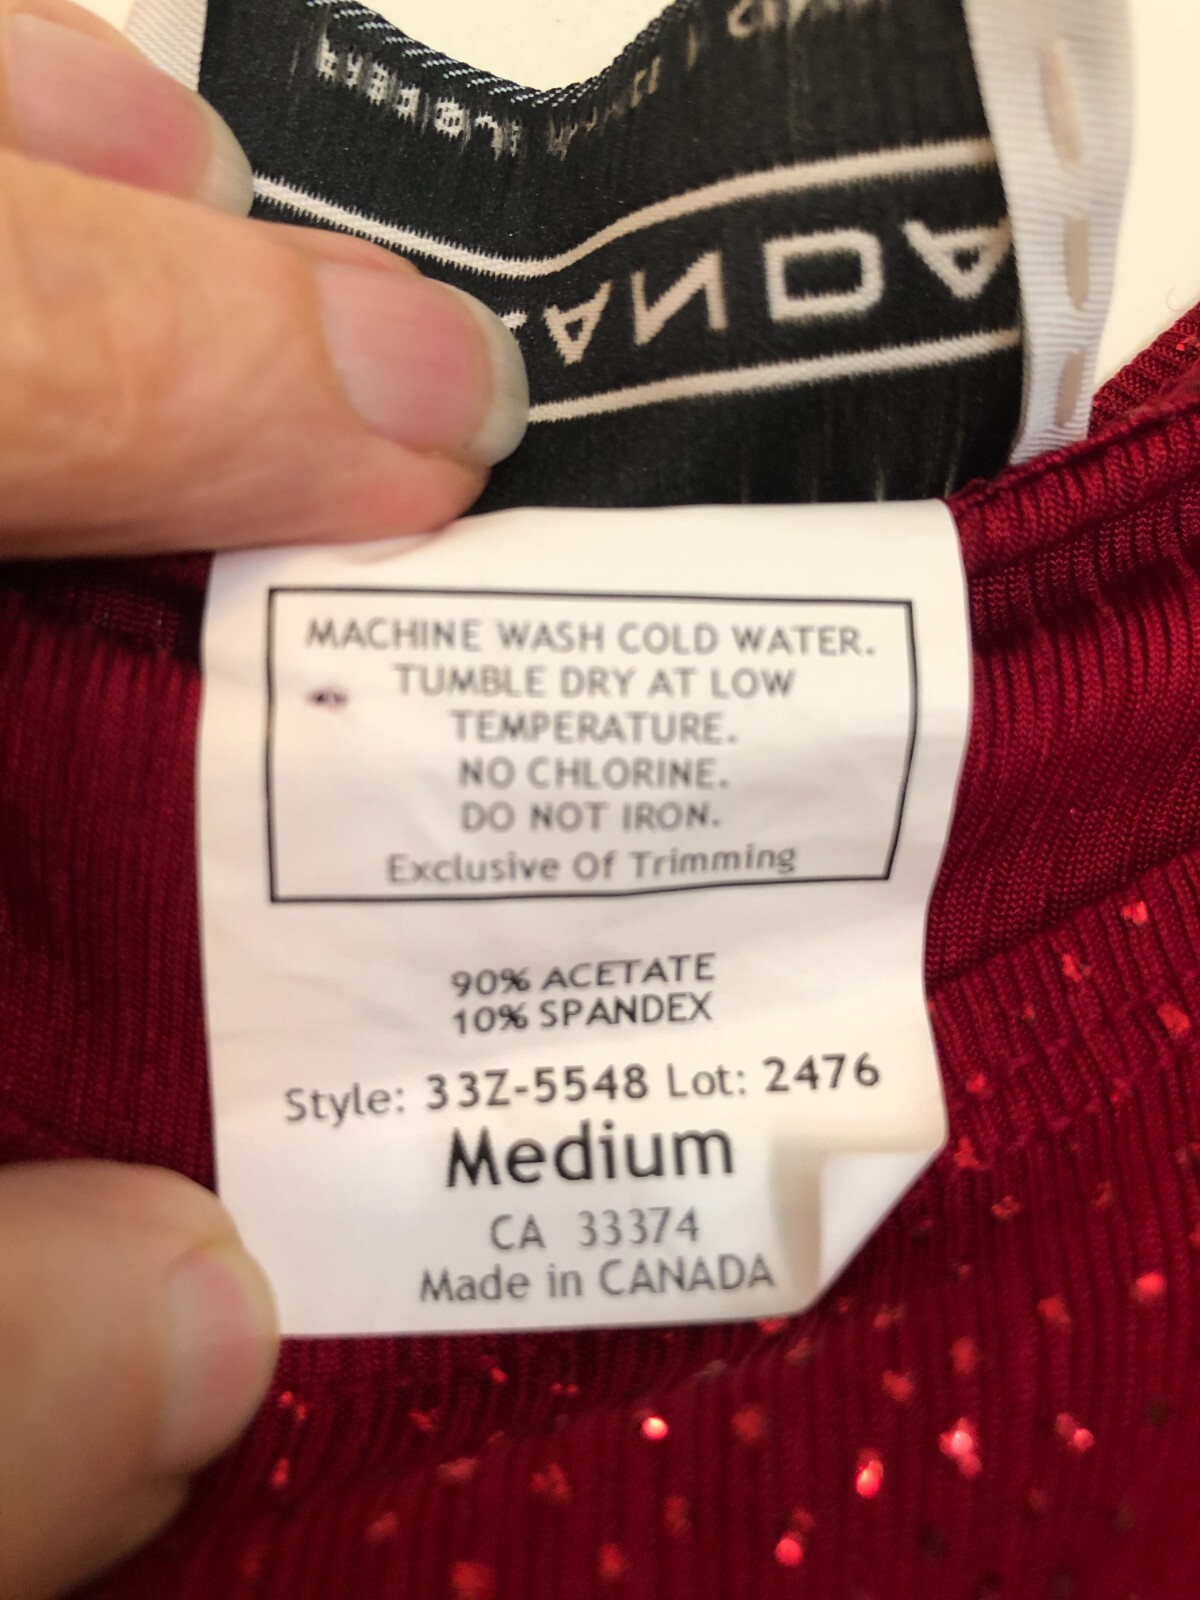 MACHINE WASH COLD WATER.
TUMBLE DRY AT LOW
TEMPERATURE.
NO CHLORINE.
DO NOT IRON.
Exclusive Of Trimming
90% ACETATE
10% SPANDEX
Style: 33Z-5548 Lot: 2476
Medium
CA 33374
Made in CANADA